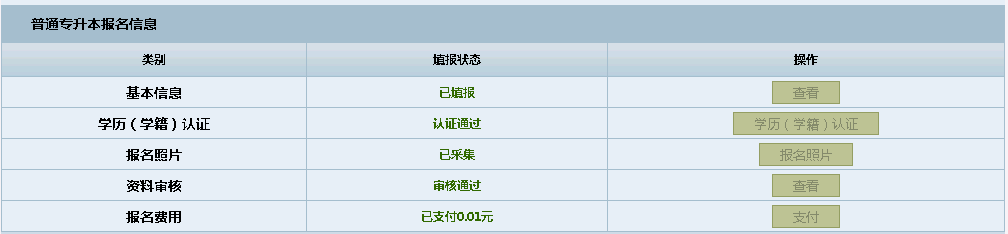 普通专升本报名信息
类别 填报状态 操作
基本信息 已填报 查看
学历（学籍）认证 认证通过 学历（学籍）认证
报名照片 已采集 报名照片
资料审核 审核通过 查看
报名费用 已支付0.01元 支付